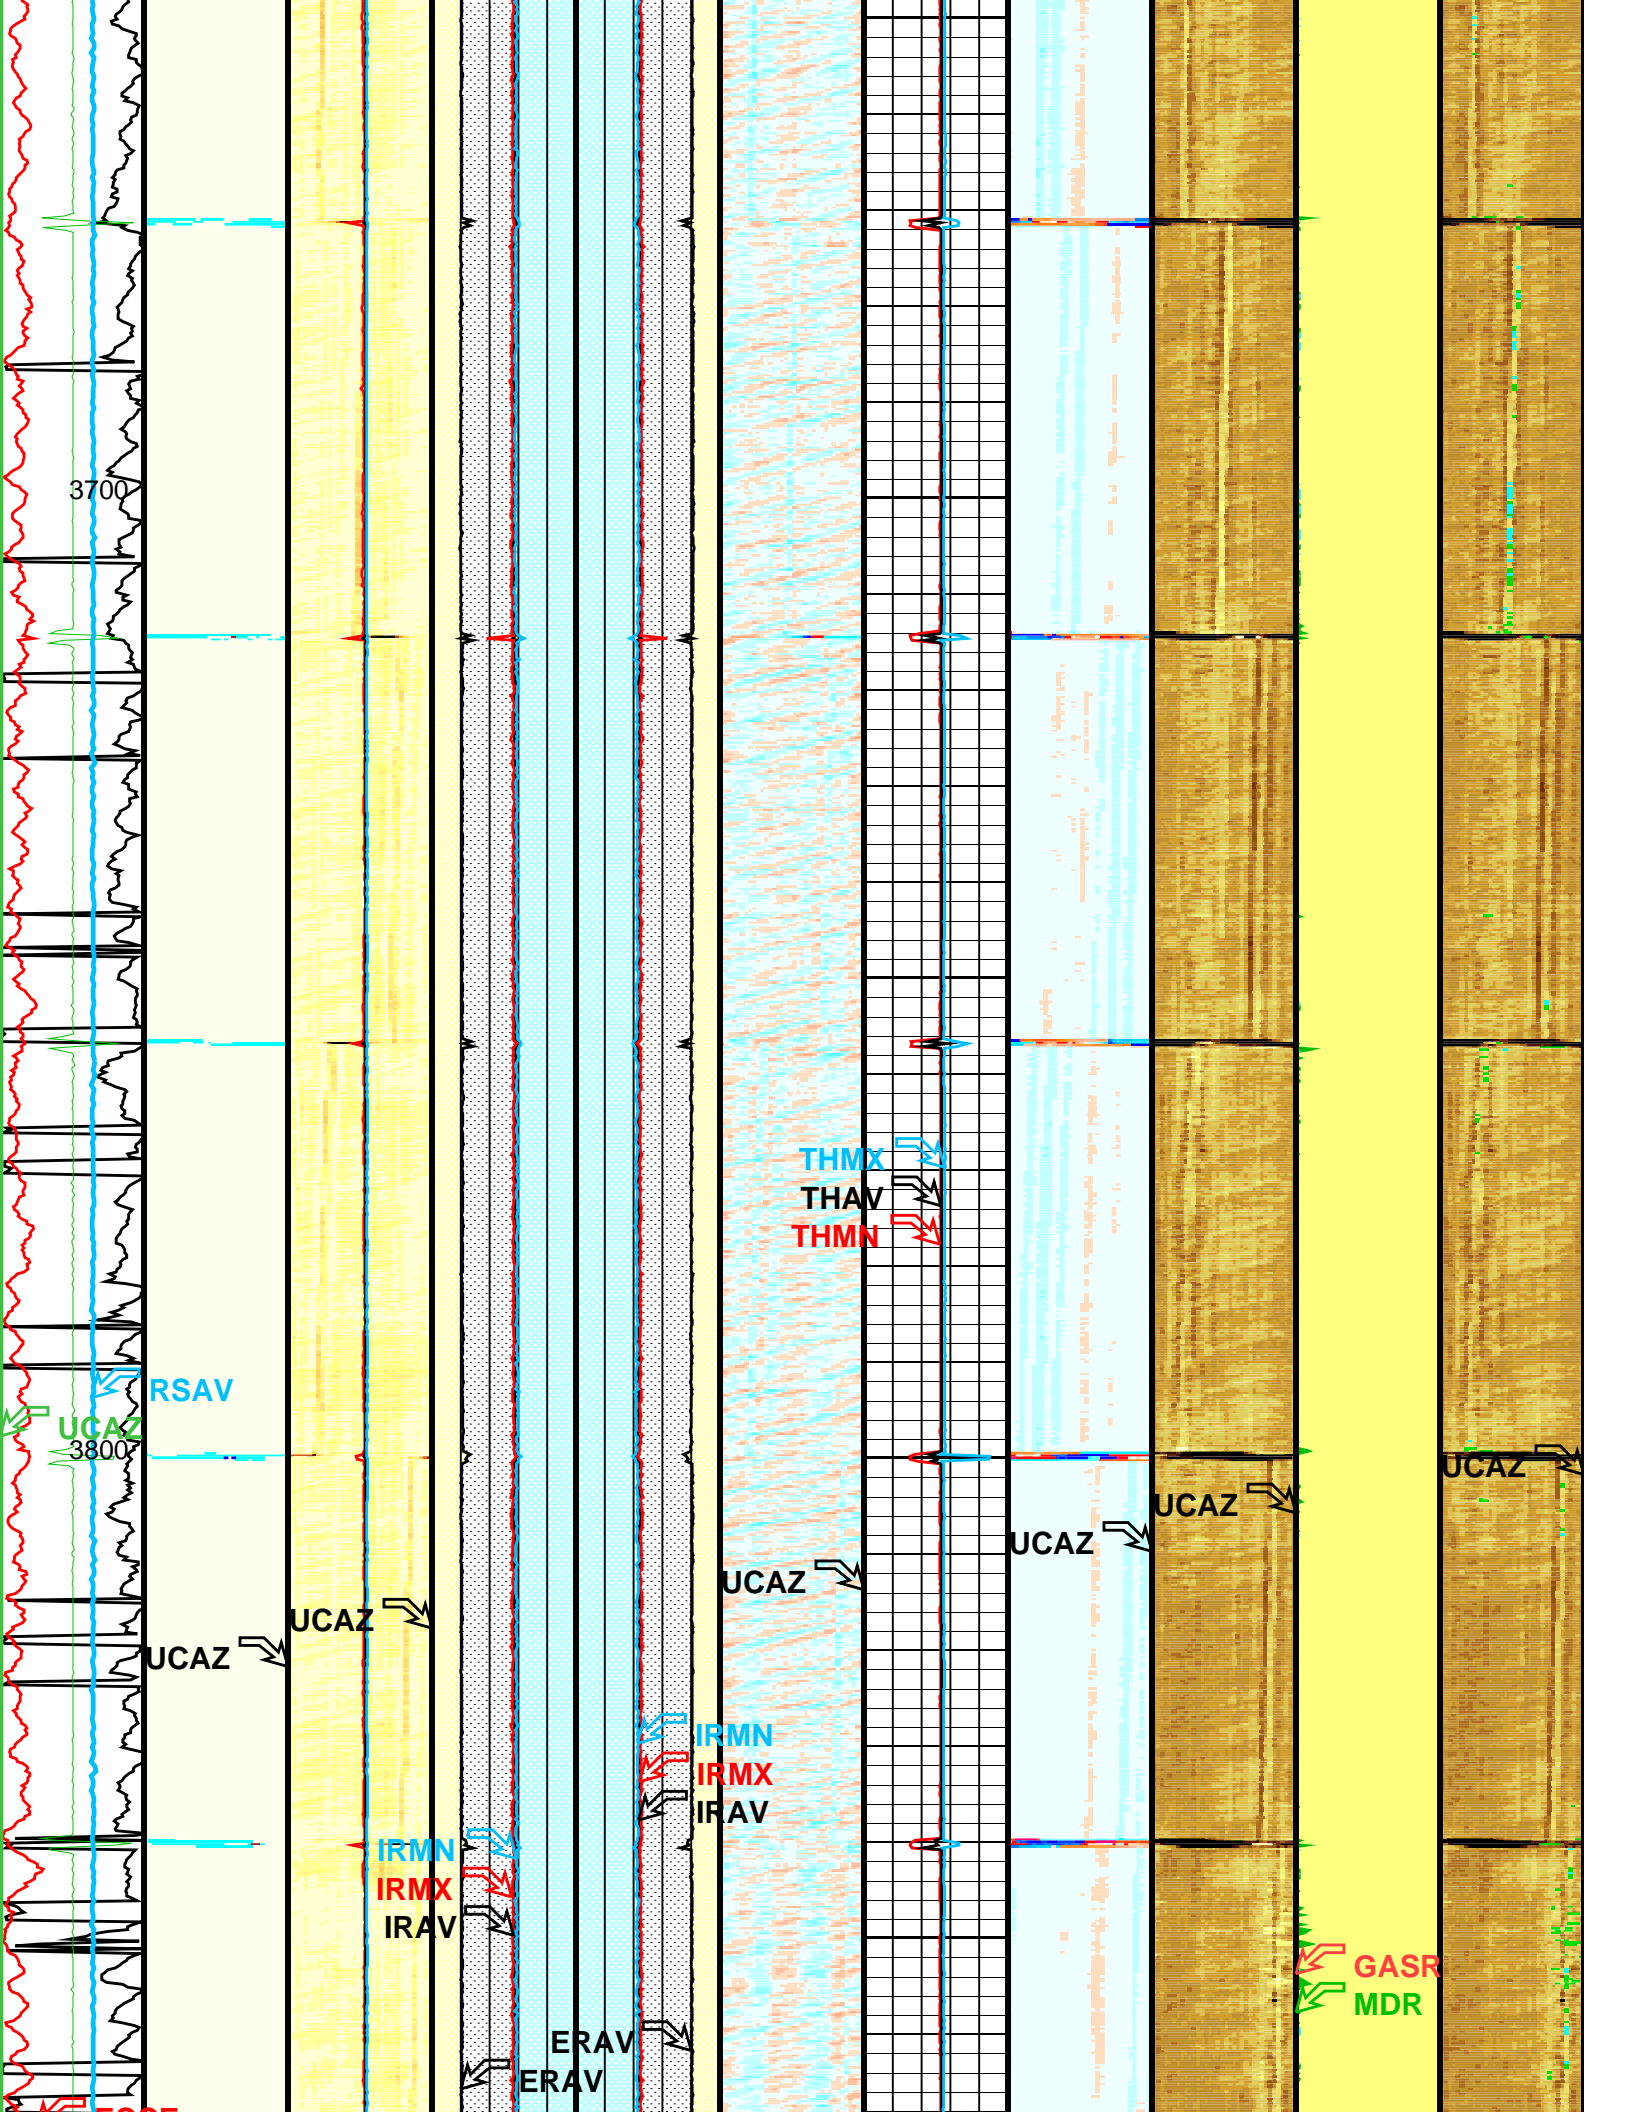 3700
THMX
THAV
THMN
RSAV
UCAZ
3800
UCAZ
UCAZ
UCAZ
UCAZ
UCAZ
UCAZ
IRMN
IRMX
IRAV
IRMN
IRMX
IRAV
GASR
MDR
ERAV
ERAV